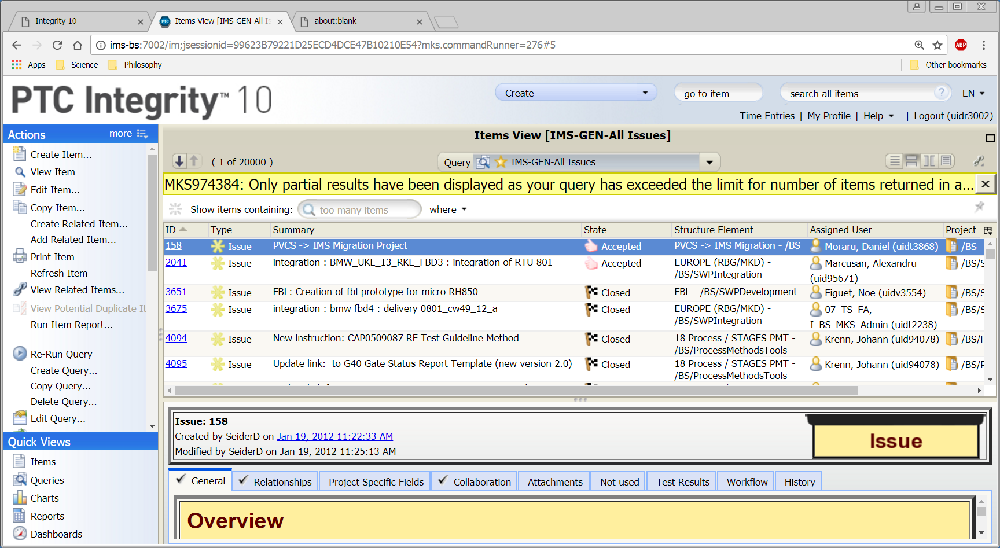 Integrity 10
Items View [IMS-GEN-All Is
about:blank
ims-bs:7002/im;jsessionid=99623B79221D25ECD4DCE47B10210E54?mks.commandRunner=276#5
ABP
Apps Science Philosophy Other bookmarks
PTC Integrity™ 10
Create
go to item
search all items ?
EN
Time Entries | My Profile | Help | Logout (uidr3002)
Actions more
Create Item...
View Item
Edit Item...
Copy Item...
Create Related Item...
Add Related Item...
Print Item
Refresh Item
View Related Items...
View Potential Duplicate It
Run Item Report...
Re-Run Query
Create Query...
Copy Query...
Delete Query...
Edit Query...
Quick Views
Items
Queries
Charts
Reports
Dashboards
Items View [IMS-GEN-All Issues]
( 1 of 20000 )
Query IMS-GEN-All Issues
MKS974384: Only partial results have been displayed as your query has exceeded the limit for number of items returned in a...
Show items containing: too many items where
ID Type Summary State Structure Element Assigned User Project
158 Issue PVCS -> IMS Migration Project Accepted PVCS -> IMS Migration - /BS Moraru, Daniel (uidt3868) /BS
2041 Issue integration : BMW_UKL_13_RKE_FBD3 : integration of RTU 801 Accepted EUROPE (RBG/MKD) - Marcusan, Alexandru /BS/S
/BS/SWPIntegration (uid95671)
3651 Issue FBL: Creation of fbl prototype for micro RH850 Closed FBL - /BS/SWPDevelopment Figuet, Noe (uidv3554) /BS/S
3675 Issue integration : bmw fbd4 : delivery 0801_cw49_12_a Closed EUROPE (RBG/MKD) - 07_TS_FA, /BS/S
/BS/SWPIntegration I_BS_MKS_Admin (uidt2238)
4094 Issue New instruction: CAP0509087 RF Test Guideline Method Closed 18 Process / STAGES PMT - Krenn, Johann (uid94078) /BS/P
/BS/ProcessMethodsTools
4095 Issue Update link: to G40 Gate Status Report Template (new version 2.0) Closed 18 Process / STAGES PMT - Krenn, Johann (uid94078) /BS/P
/BS/ProcessMethodsTools
Issue: 158
Created by SeiderD on Jan 19, 2012 11:22:33 AM
Modified by SeiderD on Jan 19, 2012 11:25:13 AM
Issue
General Relationships Project Specific Fields Collaboration Attachments Not used Test Results Workflow History
Overview